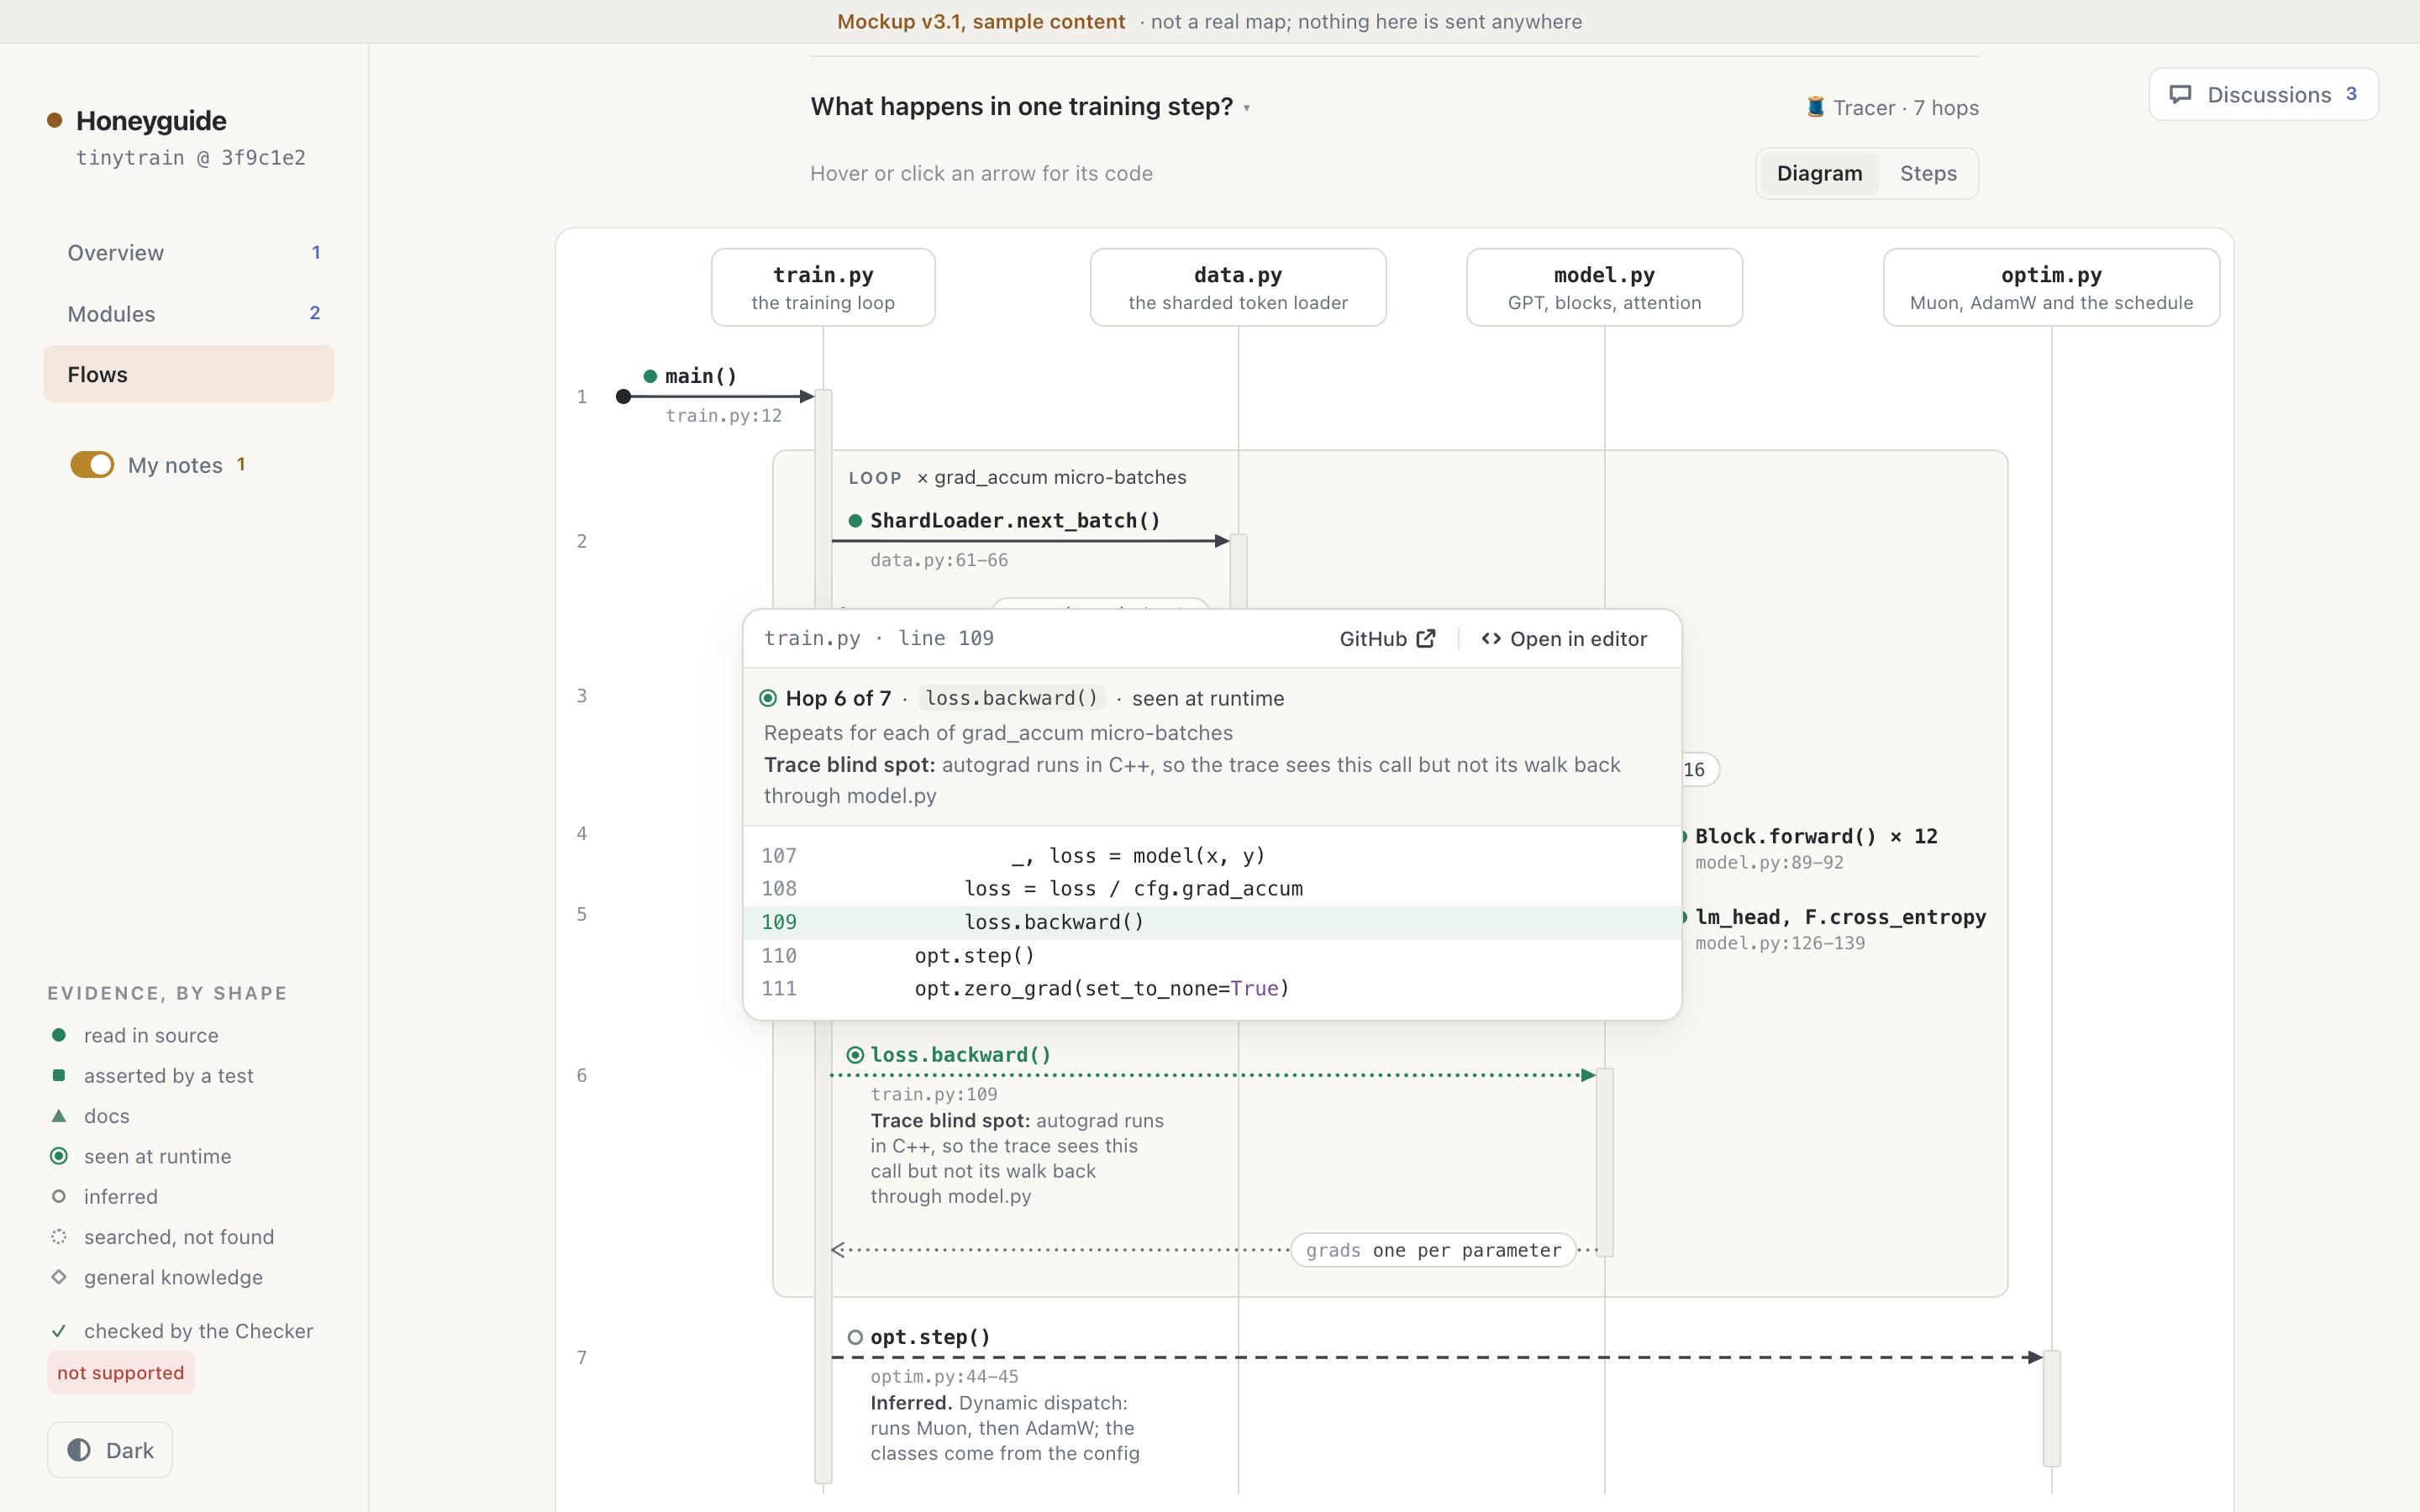 Mockup v3.1, sample content · not a real map; nothing here is sent anywhere
Honeyguide
tinytrain @ 3f9c1e2
Overview 1
Modules 2
Flows
My notes 1
EVIDENCE, BY SHAPE
read in source
asserted by a test
docs
seen at runtime
inferred
searched, not found
general knowledge
checked by the Checker
not supported
Dark
What happens in one training step?
Tracer · 7 hops
Discussions 3
Hover or click an arrow for its code
Diagram Steps
train.py
the training loop
data.py
the sharded token loader
model.py
GPT, blocks, attention
optim.py
Muon, AdamW and the schedule
1
main()
train.py:12
LOOP × grad_accum micro-batches
2
ShardLoader.next_batch()
data.py:61–66
train.py · line 109
GitHub
Open in editor
3
Hop 6 of 7 · loss.backward() · seen at runtime
Repeats for each of grad_accum micro-batches
Trace blind spot: autograd runs in C++, so the trace sees this call but not its walk back
through model.py
16
107 _, loss = model(x, y)
108 loss = loss / cfg.grad_accum
109 loss.backward()
110 opt.step()
111 opt.zero_grad(set_to_none=True)
4
Block.forward() × 12
model.py:89–92
5
lm_head, F.cross_entropy
model.py:126–139
6
loss.backward()
train.py:109
Trace blind spot: autograd runs
in C++, so the trace sees this
call but not its walk back
through model.py
grads one per parameter
7
opt.step()
optim.py:44–45
Inferred. Dynamic dispatch:
runs Muon, then AdamW; the
classes come from the config